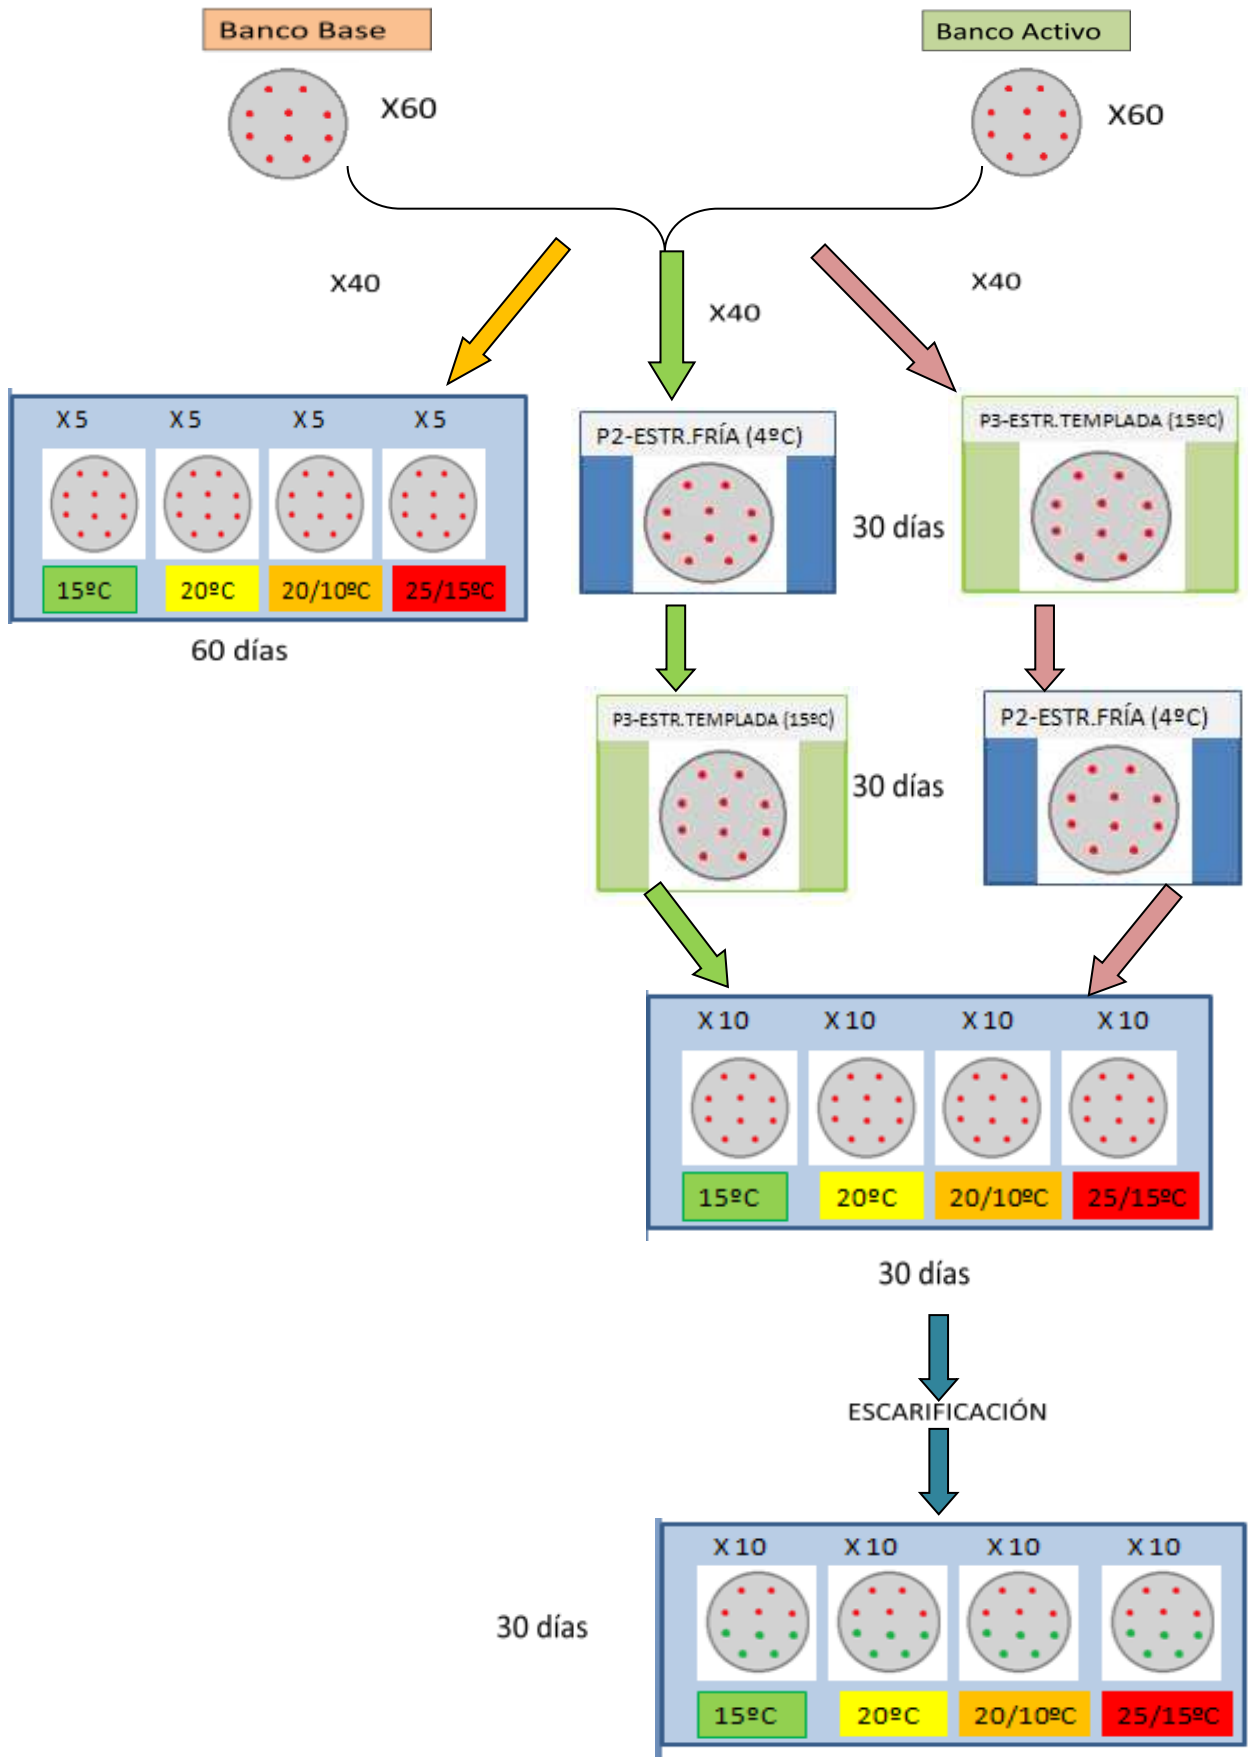 Banco Base
Banco Activo
X60
X60
X40
X40
X40
X 5 X 5 X 5 X 5
15ºC 20ºC 20/10ºC 25/15ºC
60 días
P2-ESTR.FRÍA (4ºC)
30 días
P3-ESTR.TEMPLADA (15ºC)
P3-ESTR.TEMPLADA (15ºC)
30 días
P2-ESTR.FRÍA (4ºC)
X 10 X 10 X 10 X 10
15ºC 20ºC 20/10ºC 25/15ºC
30 días
ESCARIFICACIÓN
X 10 X 10 X 10 X 10
30 días
15ºC 20ºC 20/10ºC 25/15ºC